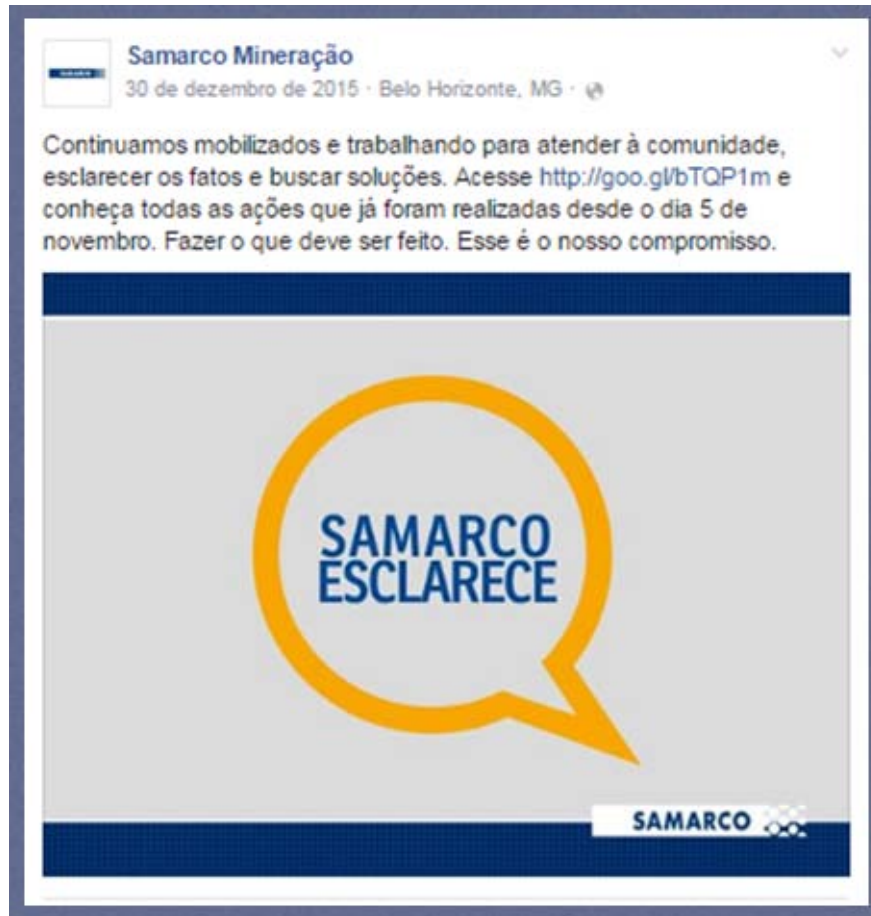 Samarco Mineração
30 de dezembro de 2015 · Belo Horizonte, MG ·
Continuamos mobilizados e trabalhando para atender à comunidade,
esclarecer os fatos e buscar soluções. Acesse http://goo.gl/bTQP1m e
conheça todas as ações que já foram realizadas desde o dia 5 de
novembro. Fazer o que deve ser feito. Esse é o nosso compromisso.
SAMARCO
ESCLARECE
SAMARCO